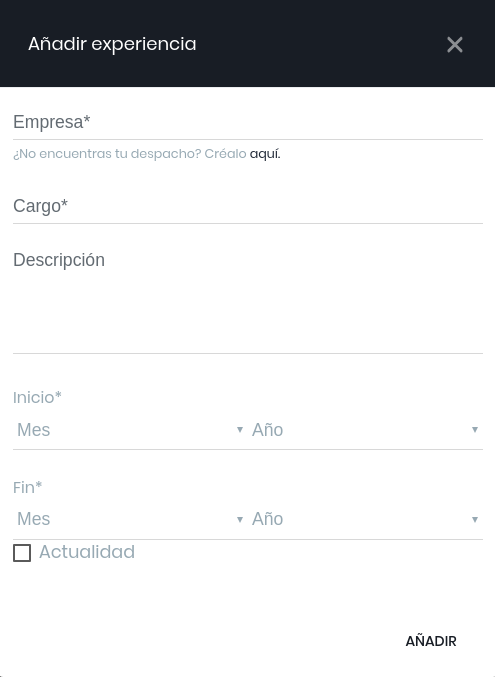 Añadir experiencia
Empresa*
¿No encuentras tu despacho? Créalo aquí.
Cargo*
Descripción
Inicio*
Mes Año
Fin*
Mes Año
Actualidad
AÑADIR